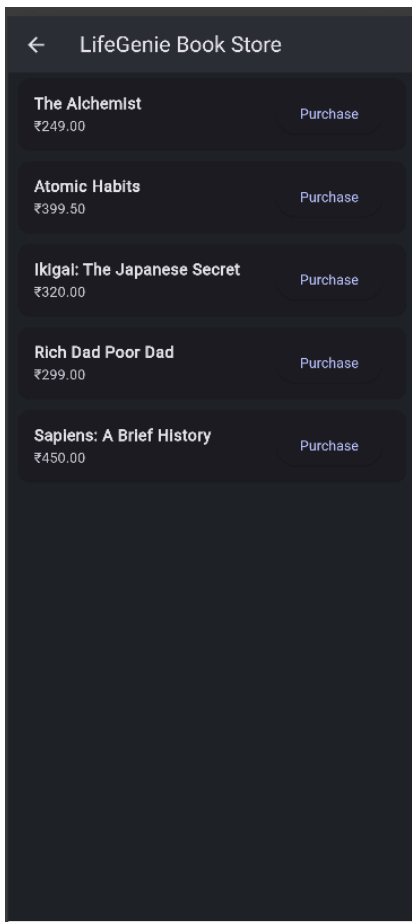 LifeGenie Book Store
The Alchemist
₹249.00
Purchase
Atomic Habits
₹399.50
Purchase
Ikigai: The Japanese Secret
₹320.00
Purchase
Rich Dad Poor Dad
₹299.00
Purchase
Sapiens: A Brief History
₹450.00
Purchase